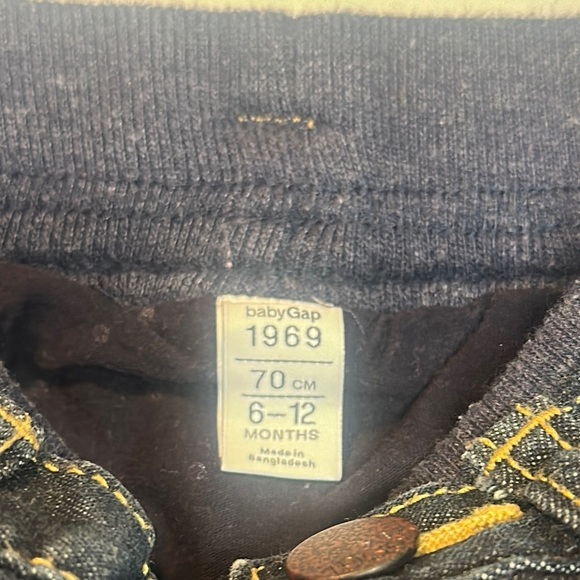 babyGap
1969
70 CM
6-12
MONTHS
Made in
Bangladesh